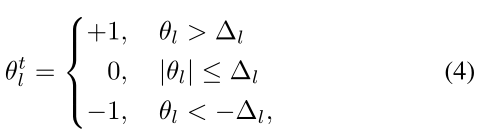 +1, θ_l > Δ_l
θ_l^t = { 0, |θ_l| ≤ Δ_l (4)
−1, θ_l < −Δ_l,